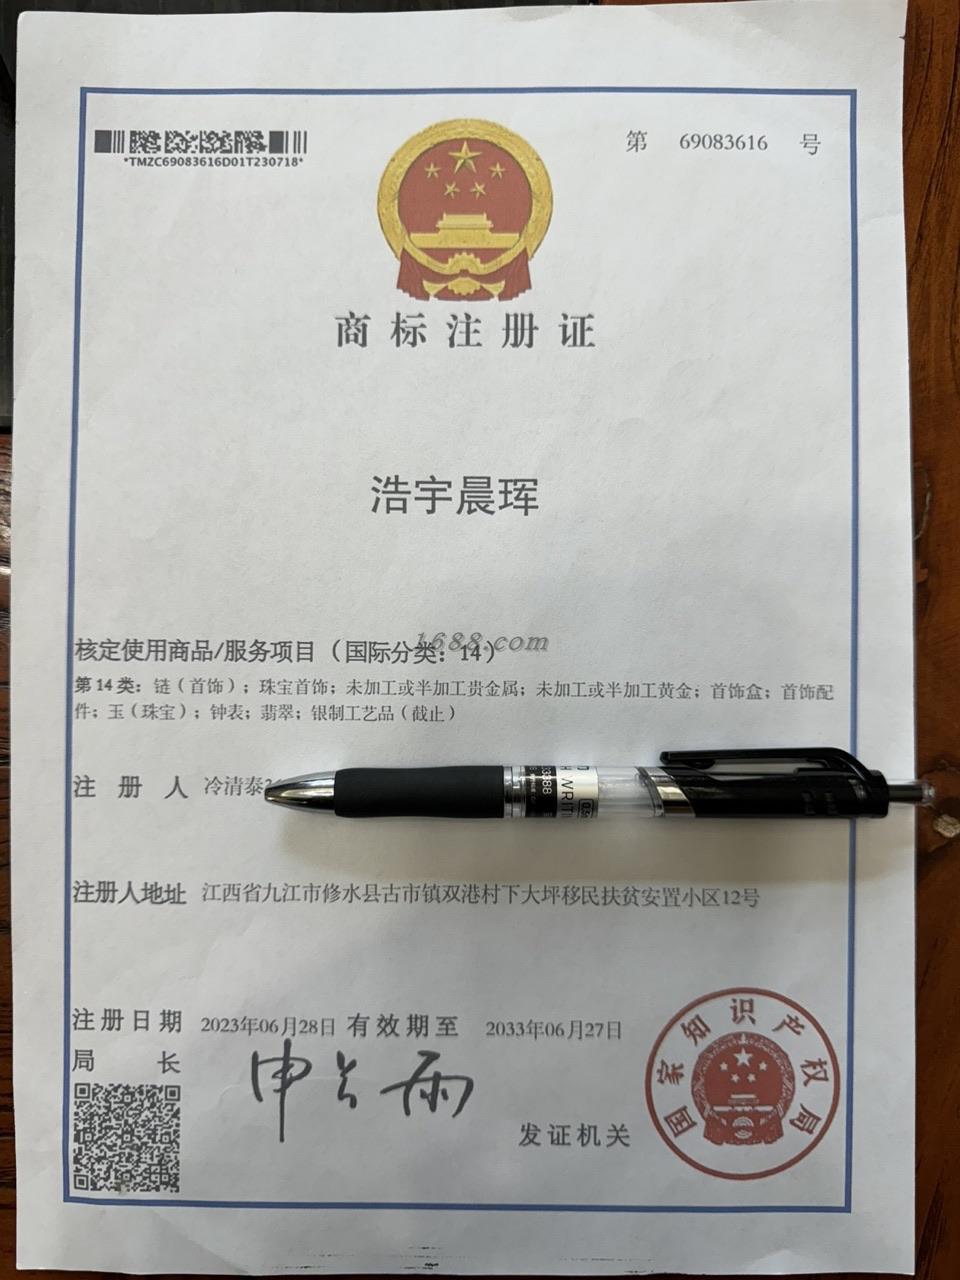 *TMZC69083616D01T230718*
第 69083616 号
商标注册证
浩宇晨珲
1688.com
核定使用商品/服务项目（国际分类：14）
第14类：链（首饰）；珠宝首饰；未加工或半加工贵金属；未加工或半加工黄金；首饰盒；首饰配
件；玉（珠宝）；钟表；翡翠；银制工艺品（截止）
注册人 冷清泰
注册人地址 江西省九江市修水县古市镇双港村下大坪移民扶贫安置小区12号
注册日期 2023年06月28日 有效期至 2033年06月27日
局长 申长雨
发证机关
国家知识产权局